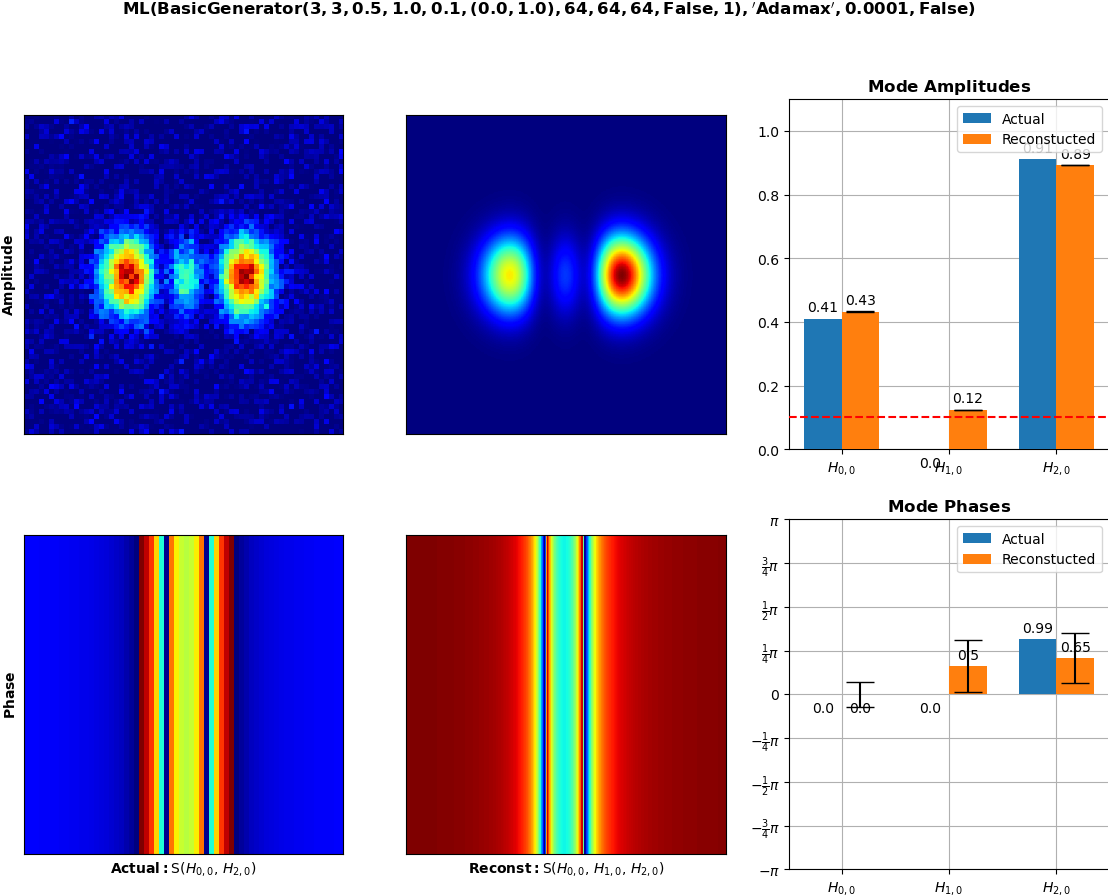 ML(BasicGenerator(3, 3, 0.5, 1.0, 0.1, (0.0, 1.0), 64, 64, 64, False, 1), ′Adamax′, 0.0001, False)
Amplitude
Mode Amplitudes
Actual
Reconstucted
1.0
0.8
0.6
0.4
0.2
0.0
0.41
0.43
0.0
0.12
0.91
0.89
H0,0
H1,0
H2,0
Phase
Actual: S(H0,0, H2,0)
Reconst: S(H0,0, H1,0, H2,0)
Mode Phases
Actual
Reconstucted
π
3/4π
1/2π
1/4π
0
−1/4π
−1/2π
−3/4π
−π
0.0
0.0
0.0
0.5
0.99
0.65
H0,0
H1,0
H2,0